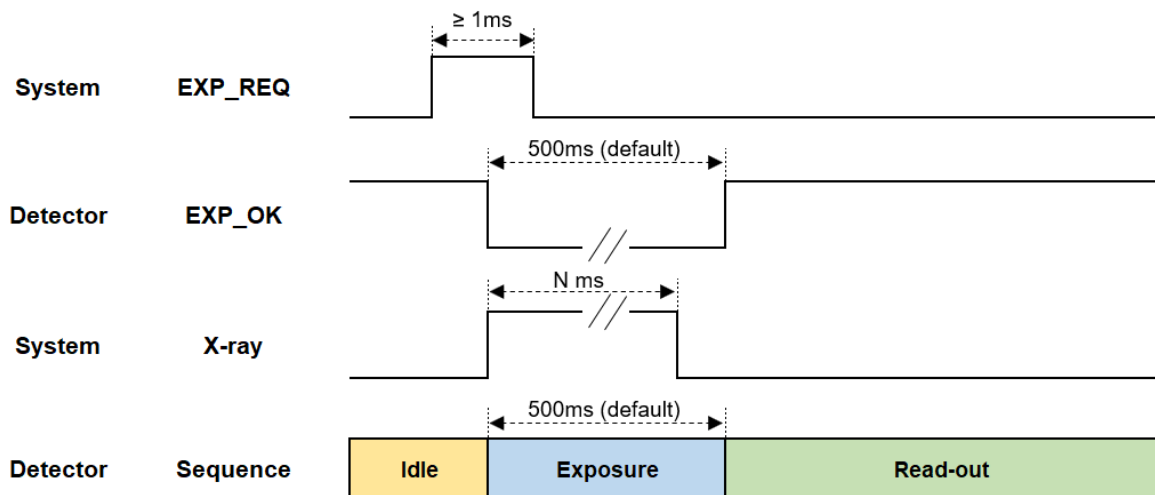 ≥ 1ms
System EXP_REQ
500ms (default)
Detector EXP_OK
N ms
System X-ray
500ms (default)
Detector Sequence Idle Exposure Read-out